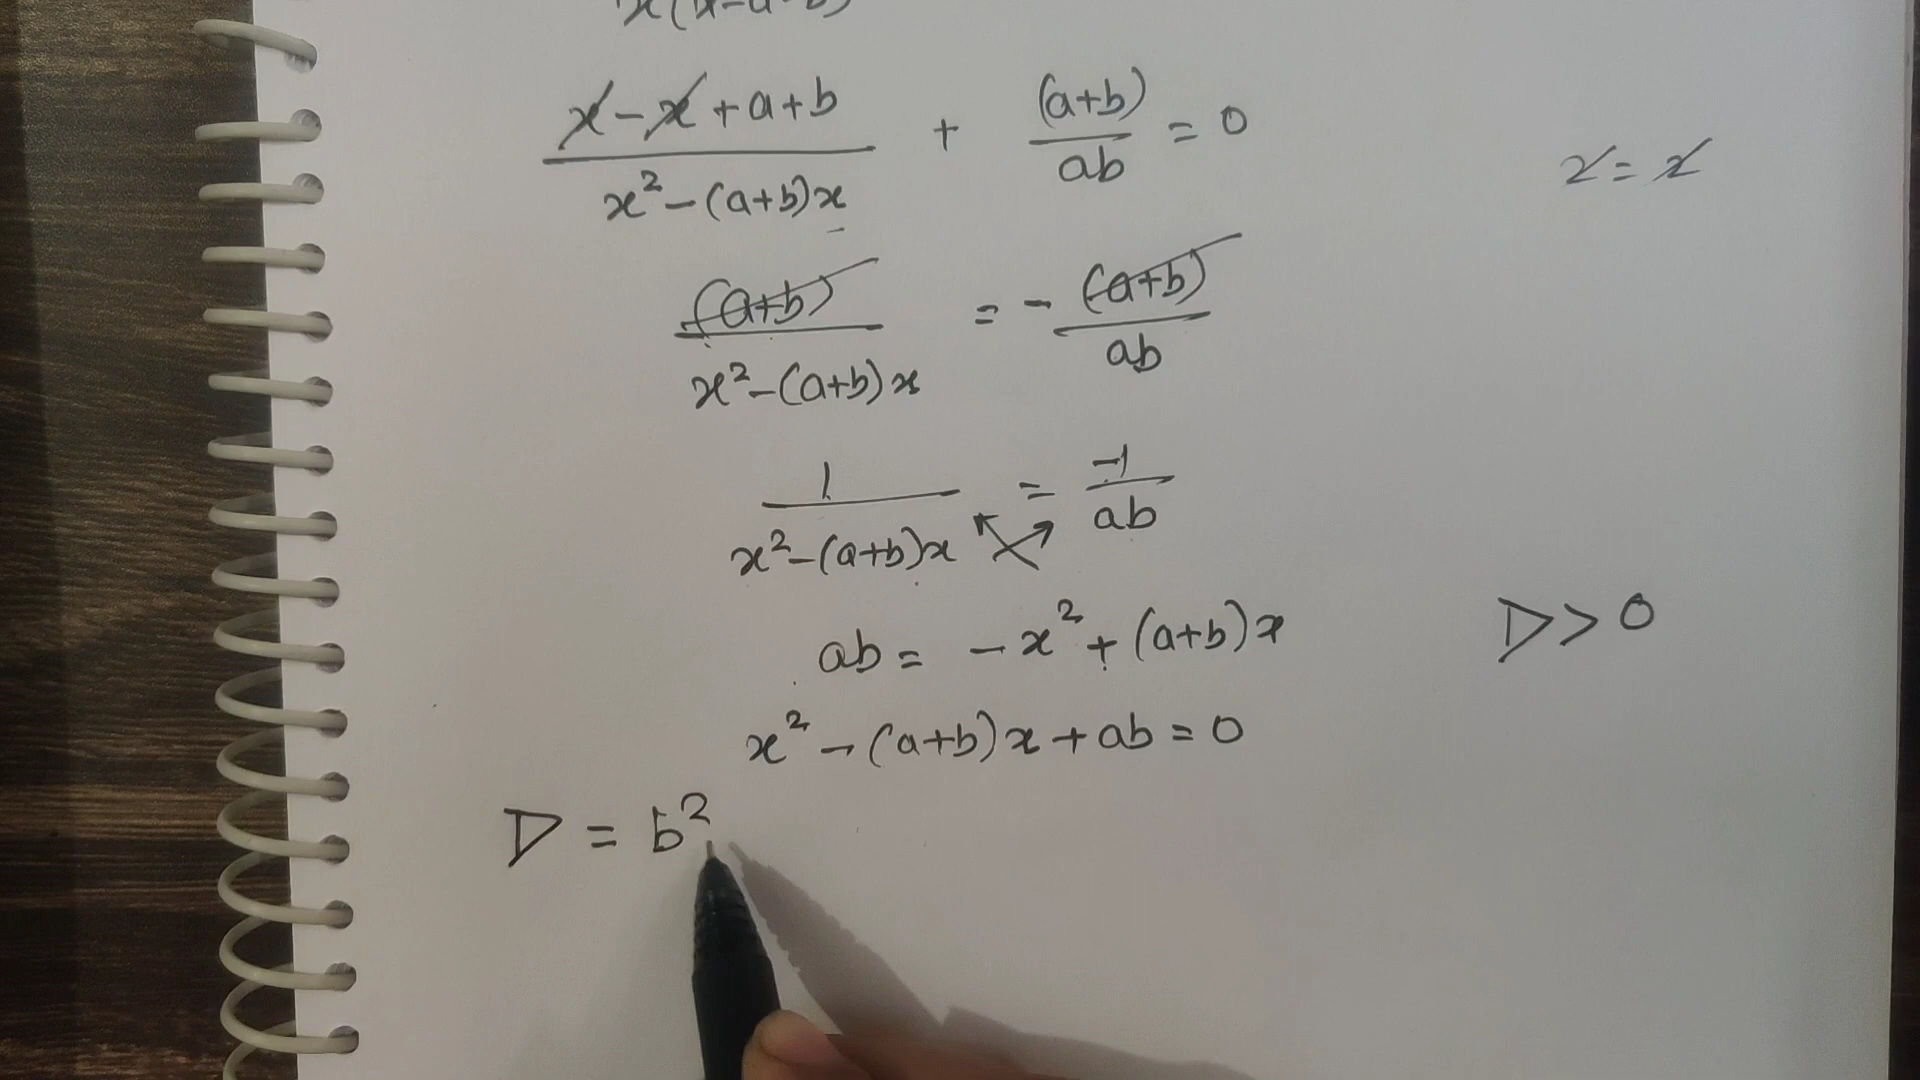 x(x-a-b)
x - x + a + b / x² - (a+b)x + (a+b) / ab = 0
x = x
(a+b) / x² - (a+b)x = - (a+b) / ab
1 / x² - (a+b)x = -1 / ab
ab = - x² + (a+b)x
D > 0
x² - (a+b)x + ab = 0
D = b²